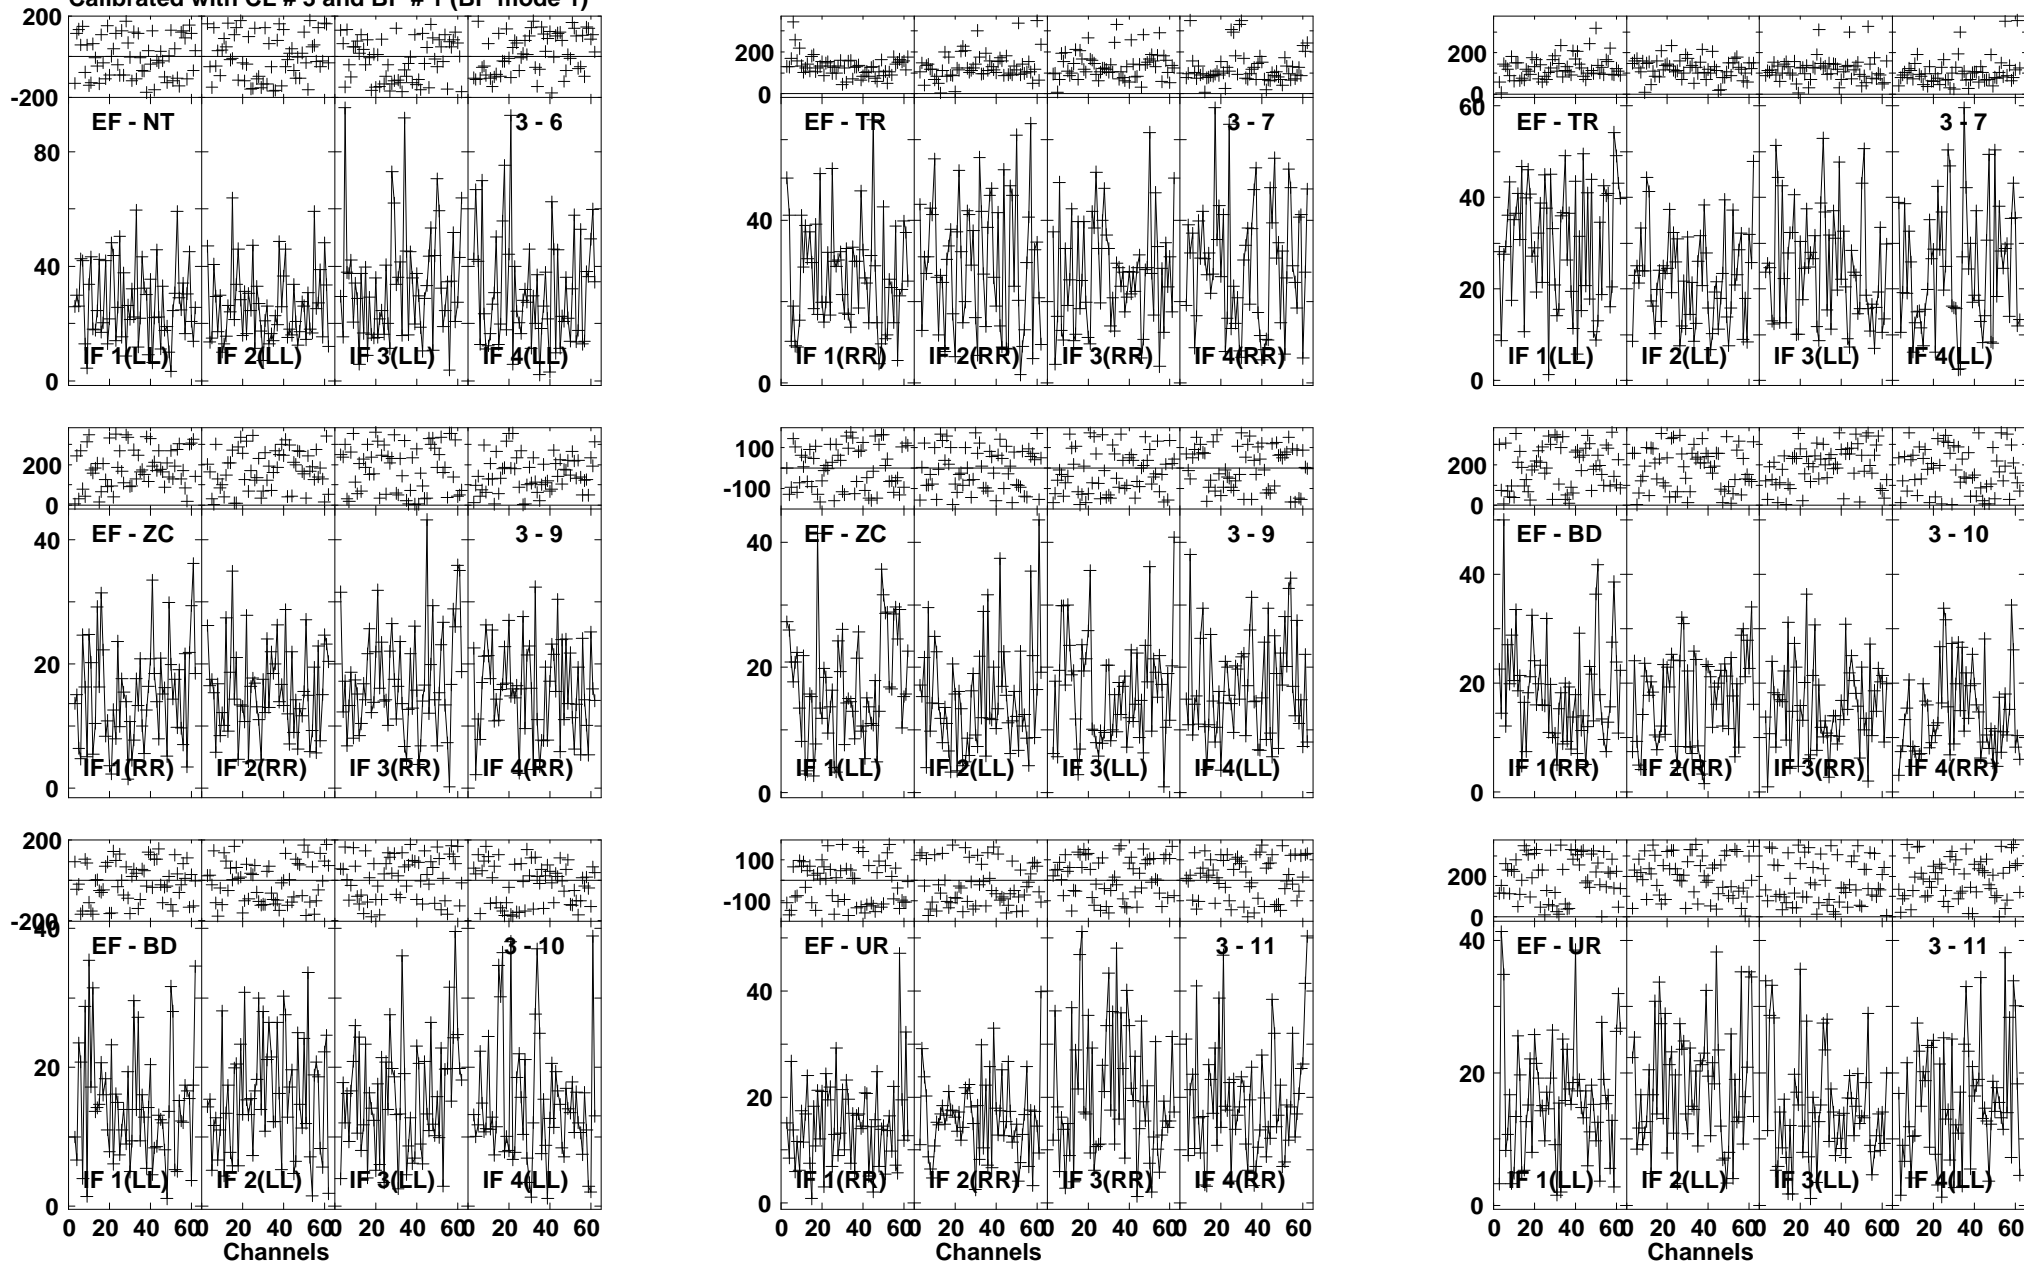 Calibrated with CL # 3 and BP # 1 (BP mode 1)
200
-200
200
0
200
0
EF - NT 3 - 6
80
40
0
IF 1(LL) IF 2(LL) IF 3(LL) IF 4(LL)
EF - TR 3 - 7
40
0
IF 1(RR) IF 2(RR) IF 3(RR) IF 4(RR)
EF - TR 3 - 7
60
40
20
0
IF 1(LL) IF 2(LL) IF 3(LL) IF 4(LL)
200
0
100
-100
200
0
EF - ZC 3 - 9
40
20
0
IF 1(RR) IF 2(RR) IF 3(RR) IF 4(RR)
EF - ZC 3 - 9
40
20
0
IF 1(LL) IF 2(LL) IF 3(LL) IF 4(LL)
EF - BD 3 - 10
40
20
0
IF 1(RR) IF 2(RR) IF 3(RR) IF 4(RR)
200
-200
100
-100
200
0
EF - BD 3 - 10
40
20
0
IF 1(LL) IF 2(LL) IF 3(LL) IF 4(LL)
0 20 40 60 0 20 40 60 0 20 40 60 0 20 40 60
Channels
EF - UR 3 - 11
40
20
0
IF 1(RR) IF 2(RR) IF 3(RR) IF 4(RR)
0 20 40 60 0 20 40 60 0 20 40 60 0 20 40 60
Channels
EF - UR 3 - 11
40
20
0
IF 1(LL) IF 2(LL) IF 3(LL) IF 4(LL)
0 20 40 60 0 20 40 60 0 20 40 60 0 20 40 60
Channels